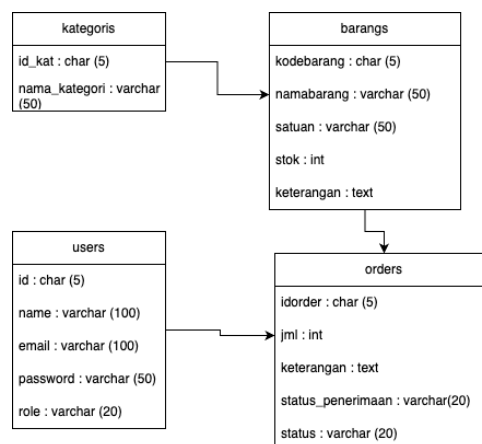 kategoris
id_kat : char (5)
nama_kategori : varchar
(50)
barangs
kodebarang : char (5)
namabarang : varchar (50)
satuan : varchar (50)
stok : int
keterangan : text
users
id : char (5)
name : varchar (100)
email : varchar (100)
password : varchar (50)
role : varchar (20)
orders
idorder : char (5)
jml : int
keterangan : text
status_penerimaan : varchar(20)
status : varchar (20)